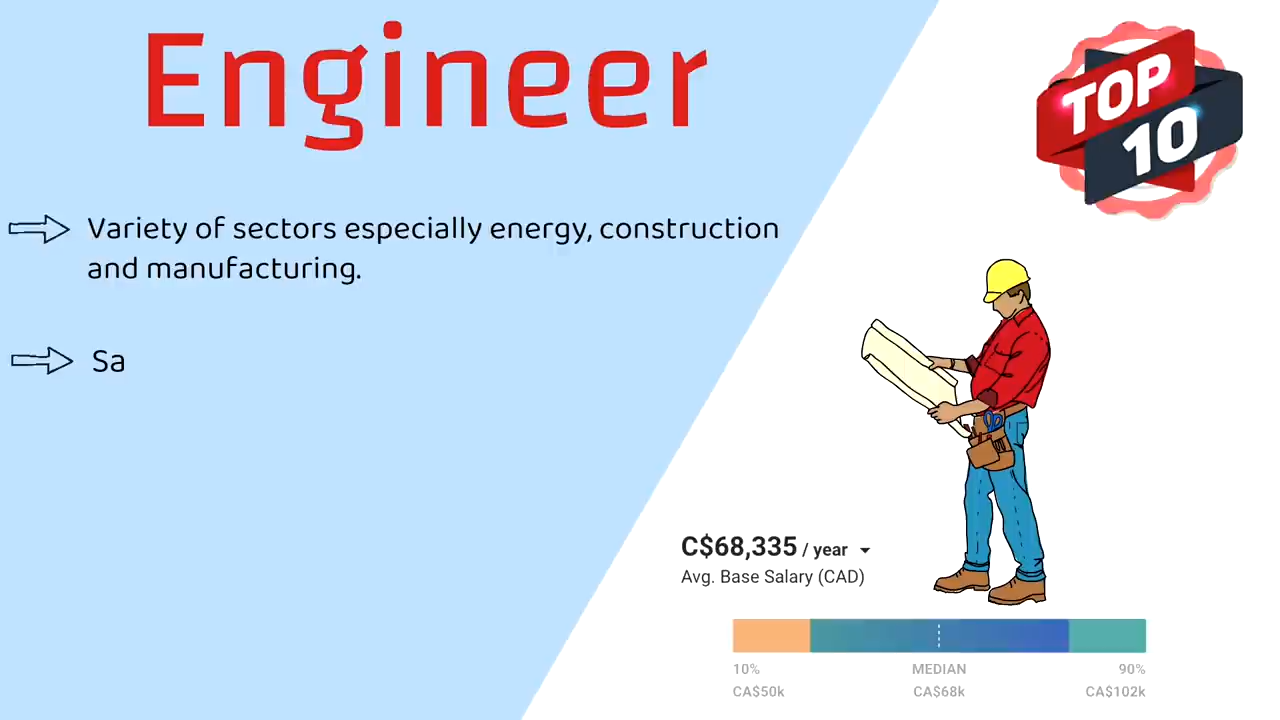 Engineer
TOP
10
Variety of sectors especially energy, construction
and manufacturing.
Sa
C$68,335 / year
Avg. Base Salary (CAD)
10% MEDIAN 90%
CA$50k CA$68k CA$102k